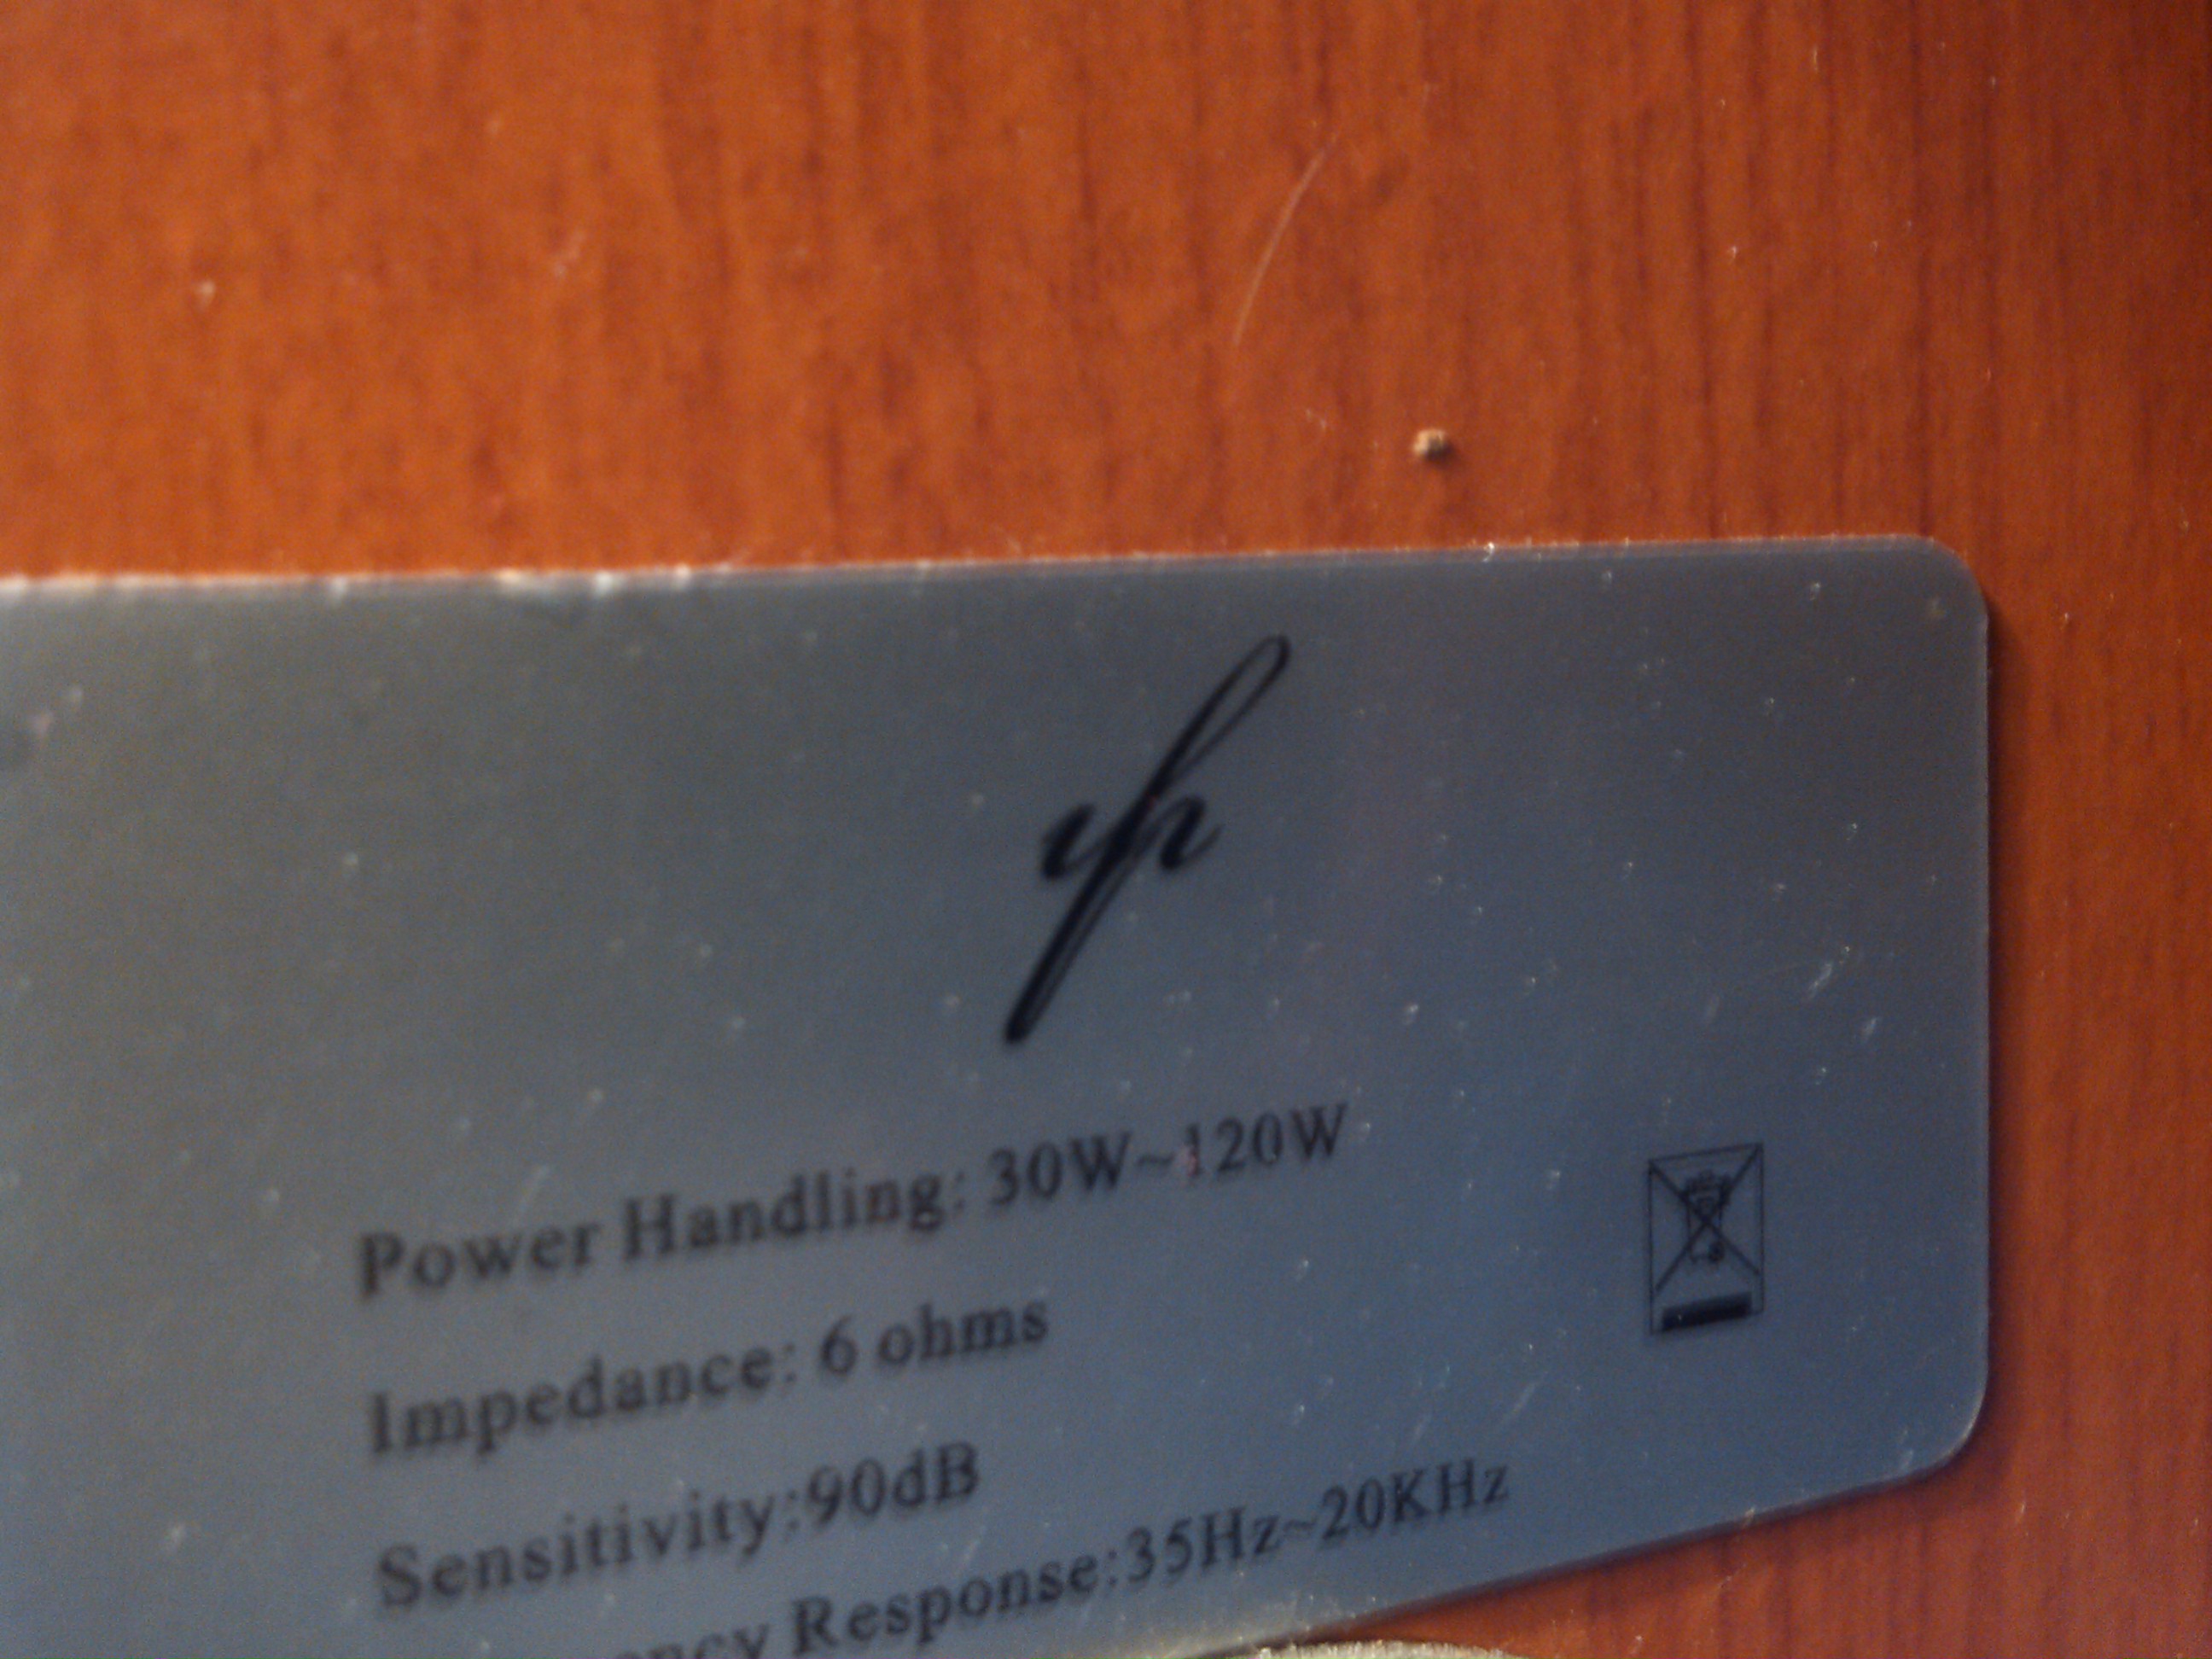 Power Handling: 30W~120W
Impedance: 6 ohms
Sensitivity:90dB
Response:35Hz~20KHz